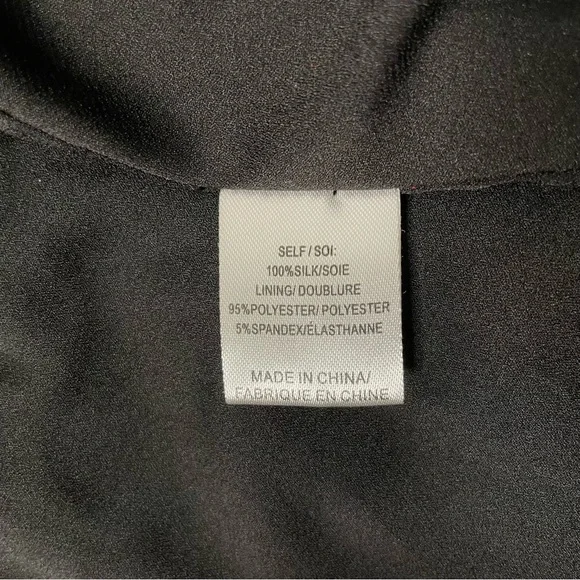 SELF/SOI:
100%SILK/SOIE
LINING/ DOUBLURE
95%POLYESTER/ POLYESTER
5%SPANDEX/ÉLASTHANNE
MADE IN CHINA/
FABRIQUE EN CHINE